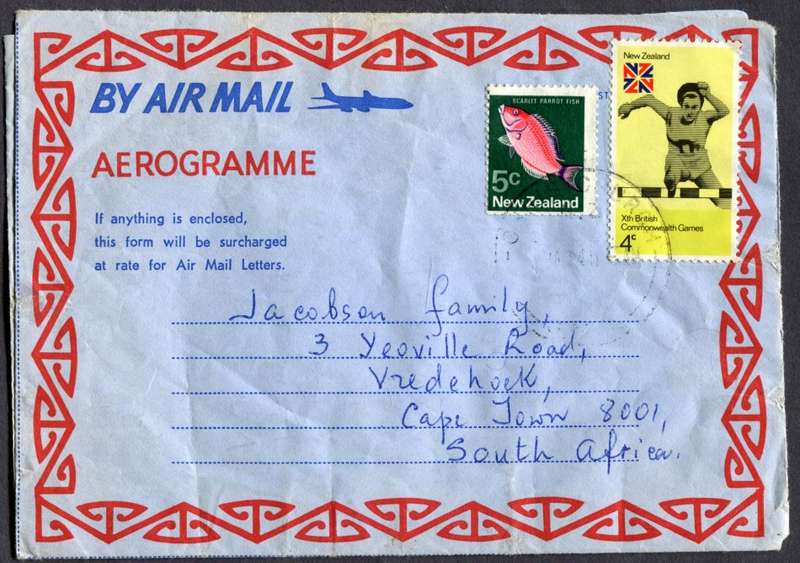 BY AIR MAIL
AEROGRAMME
If anything is enclosed,
this form will be surcharged
at rate for Air Mail Letters.
SCARLET PARROT FISH
5c
New Zealand
New Zealand
Xth British
Commonwealth Games
4c
Jacobson family,
3 Yeoville Road,
Vredehoek,
Cape Town 8001,
South Africa.